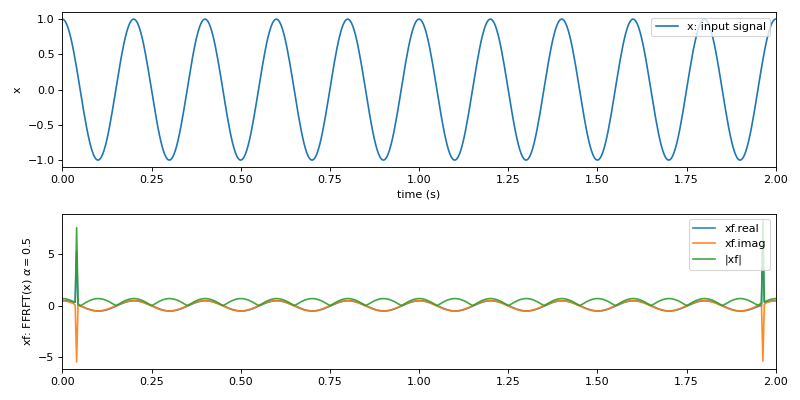 1.0
0.5
0.0
−0.5
−1.0
x
x: input signal
0.00 0.25 0.50 0.75 1.00 1.25 1.50 1.75 2.00
time (s)
5
0
−5
xf: FFRFT(x) α = 0.5
xf.real
xf.imag
|xf|
0.00 0.25 0.50 0.75 1.00 1.25 1.50 1.75 2.00